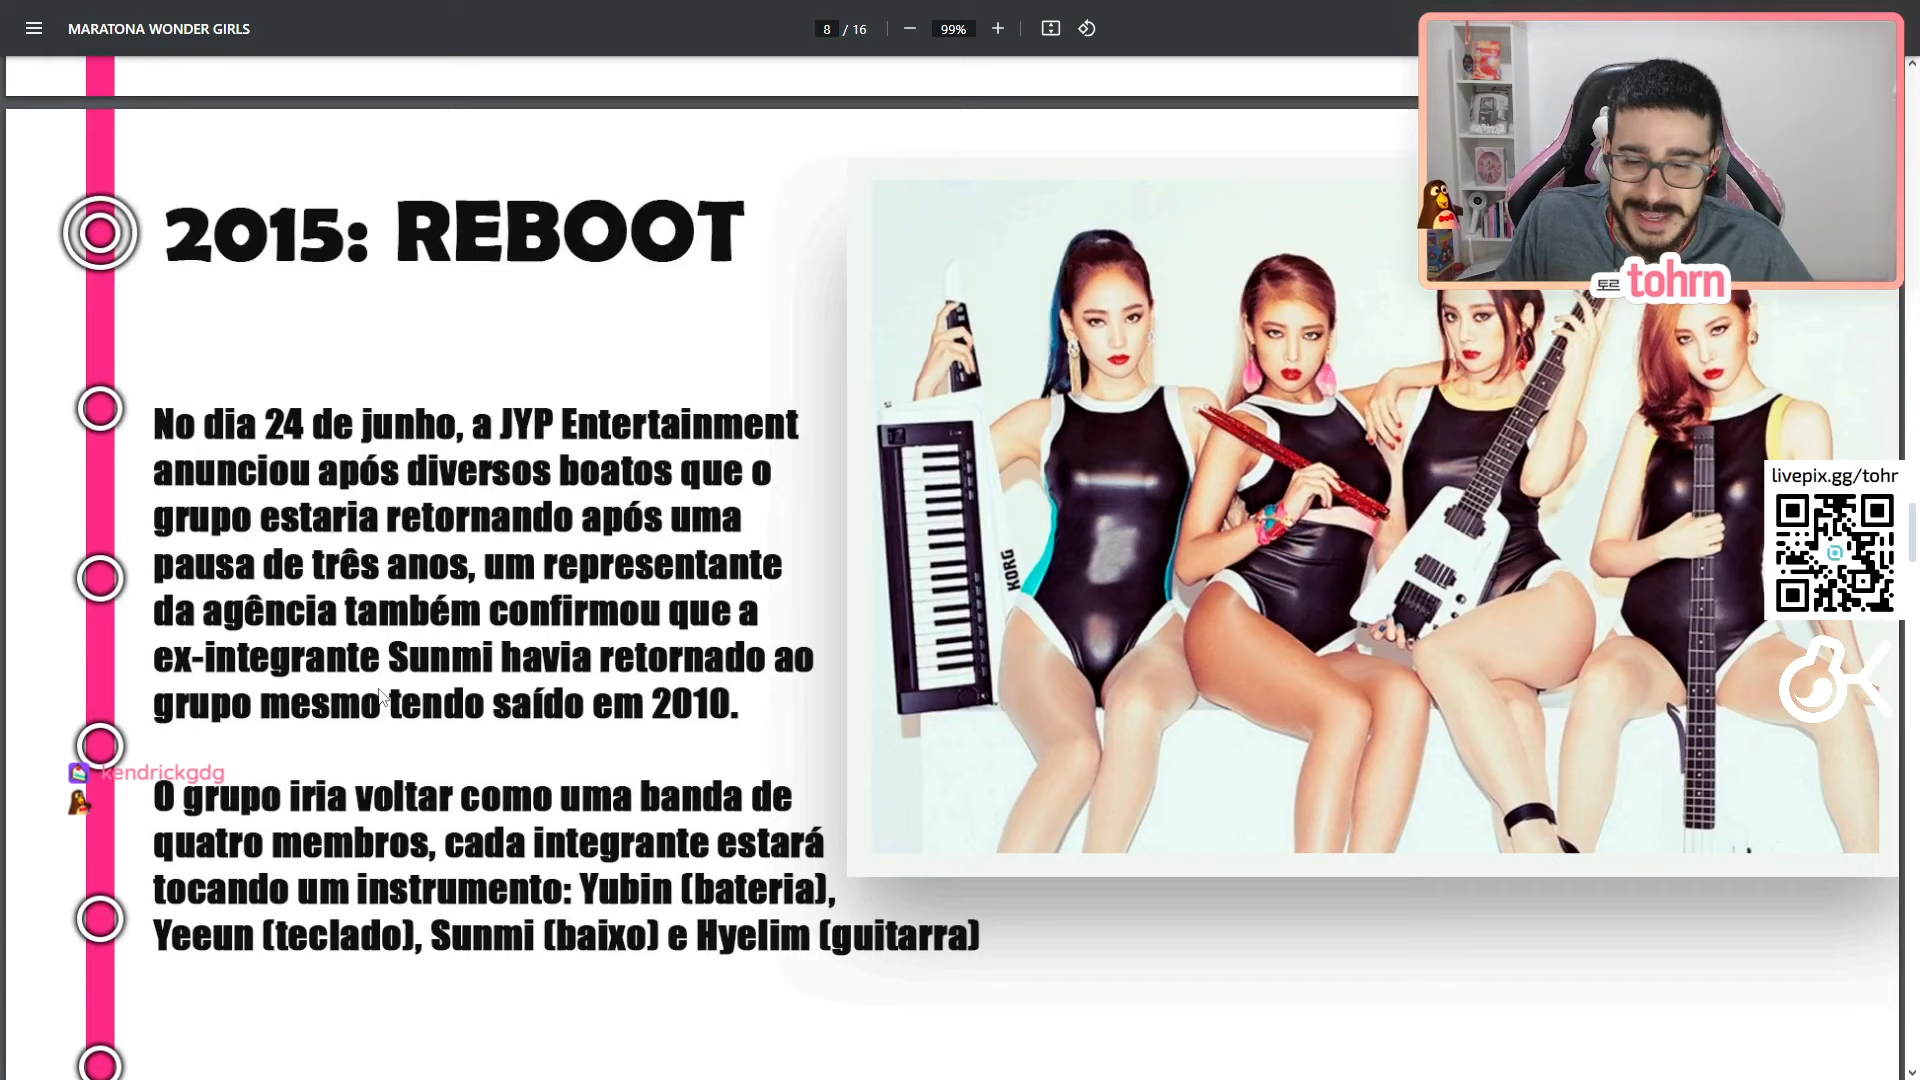 MARATONA WONDER GIRLS
8 / 16
99%
2015: REBOOT
No dia 24 de junho, a JYP Entertainment
anunciou após diversos boatos que o
grupo estaria retornando após uma
pausa de três anos, um representante
da agência também confirmou que a
ex-integrante Sunmi havia retornado ao
grupo mesmo tendo saído em 2010.
kendrickgdg
O grupo iria voltar como uma banda de
quatro membros, cada integrante estará
tocando um instrumento: Yubin (bateria),
Yeeun (teclado), Sunmi (baixo) e Hyelim (guitarra)
KORG
토르 tohrn
livepix.gg/tohr